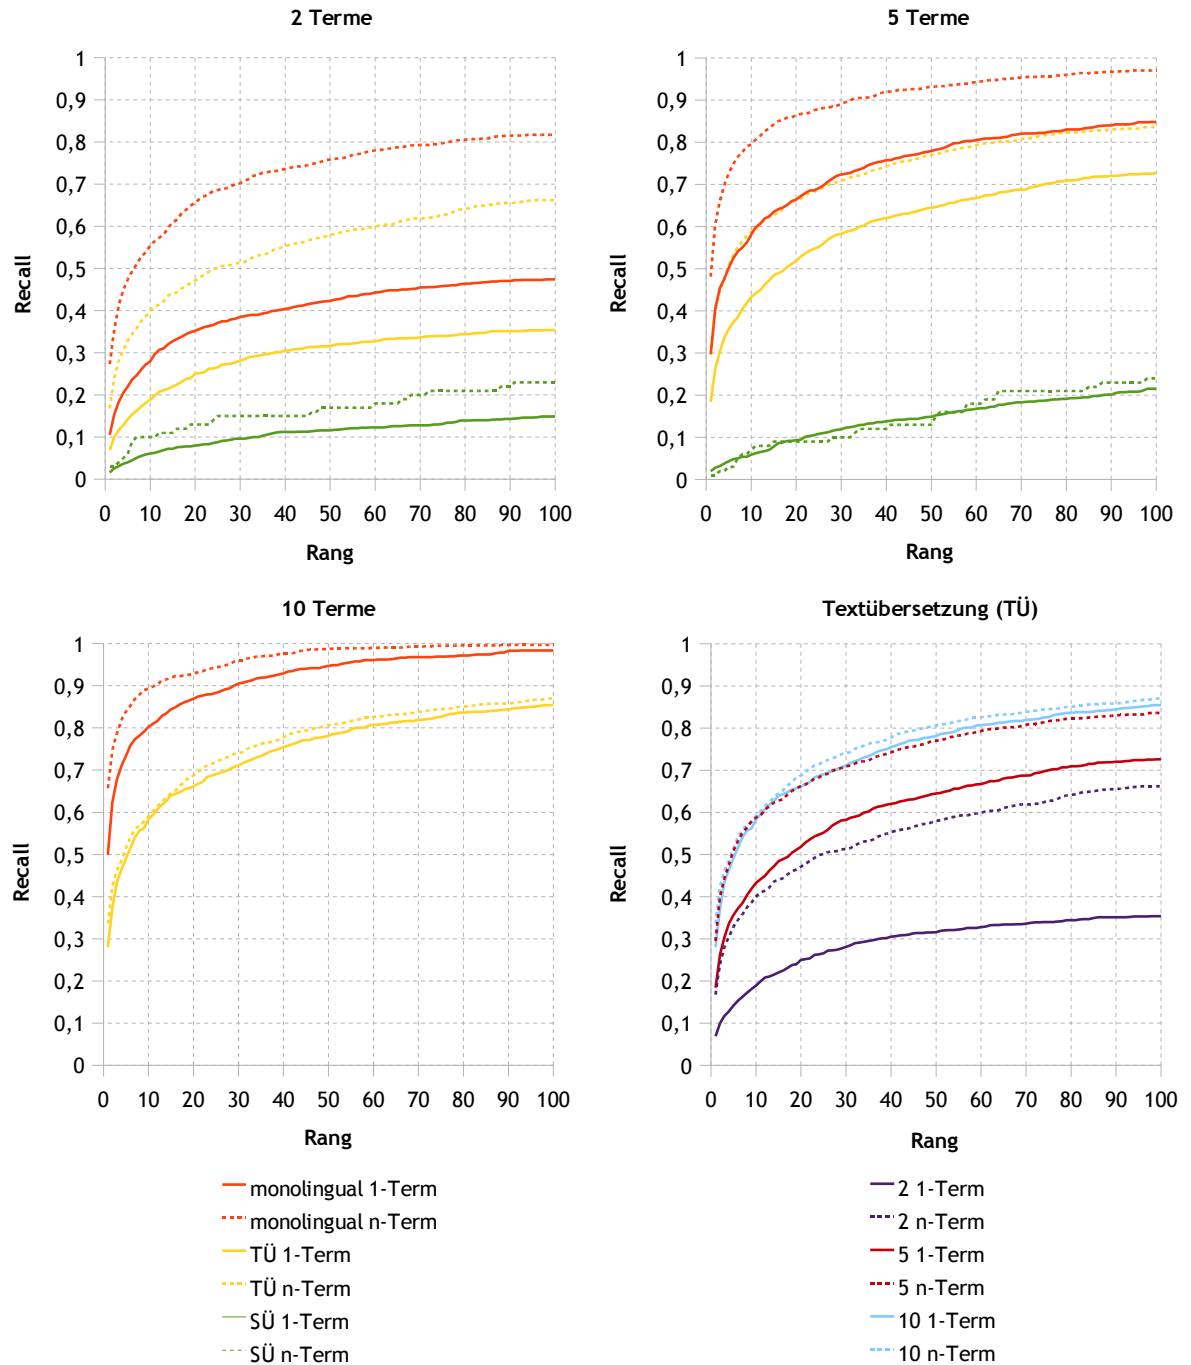 2 Terme
1
0,9
0,8
0,7
0,6
0,5
0,4
0,3
0,2
0,1
0
Recall
0 10 20 30 40 50 60 70 80 90 100
Rang
5 Terme
1
0,9
0,8
0,7
0,6
0,5
0,4
0,3
0,2
0,1
0
Recall
0 10 20 30 40 50 60 70 80 90 100
Rang
10 Terme
1
0,9
0,8
0,7
0,6
0,5
0,4
0,3
0,2
0,1
0
Recall
0 10 20 30 40 50 60 70 80 90 100
Rang
Textübersetzung (TÜ)
1
0,9
0,8
0,7
0,6
0,5
0,4
0,3
0,2
0,1
0
Recall
0 10 20 30 40 50 60 70 80 90 100
Rang
monolingual 1-Term
monolingual n-Term
TÜ 1-Term
TÜ n-Term
SÜ 1-Term
SÜ n-Term
2 1-Term
2 n-Term
5 1-Term
5 n-Term
10 1-Term
10 n-Term